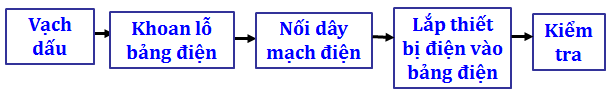 Vạch
dấu
Khoan lỗ
bảng điện
Nối dây
mạch điện
Lắp thiết
bị điện vào
bảng điện
Kiểm
tra